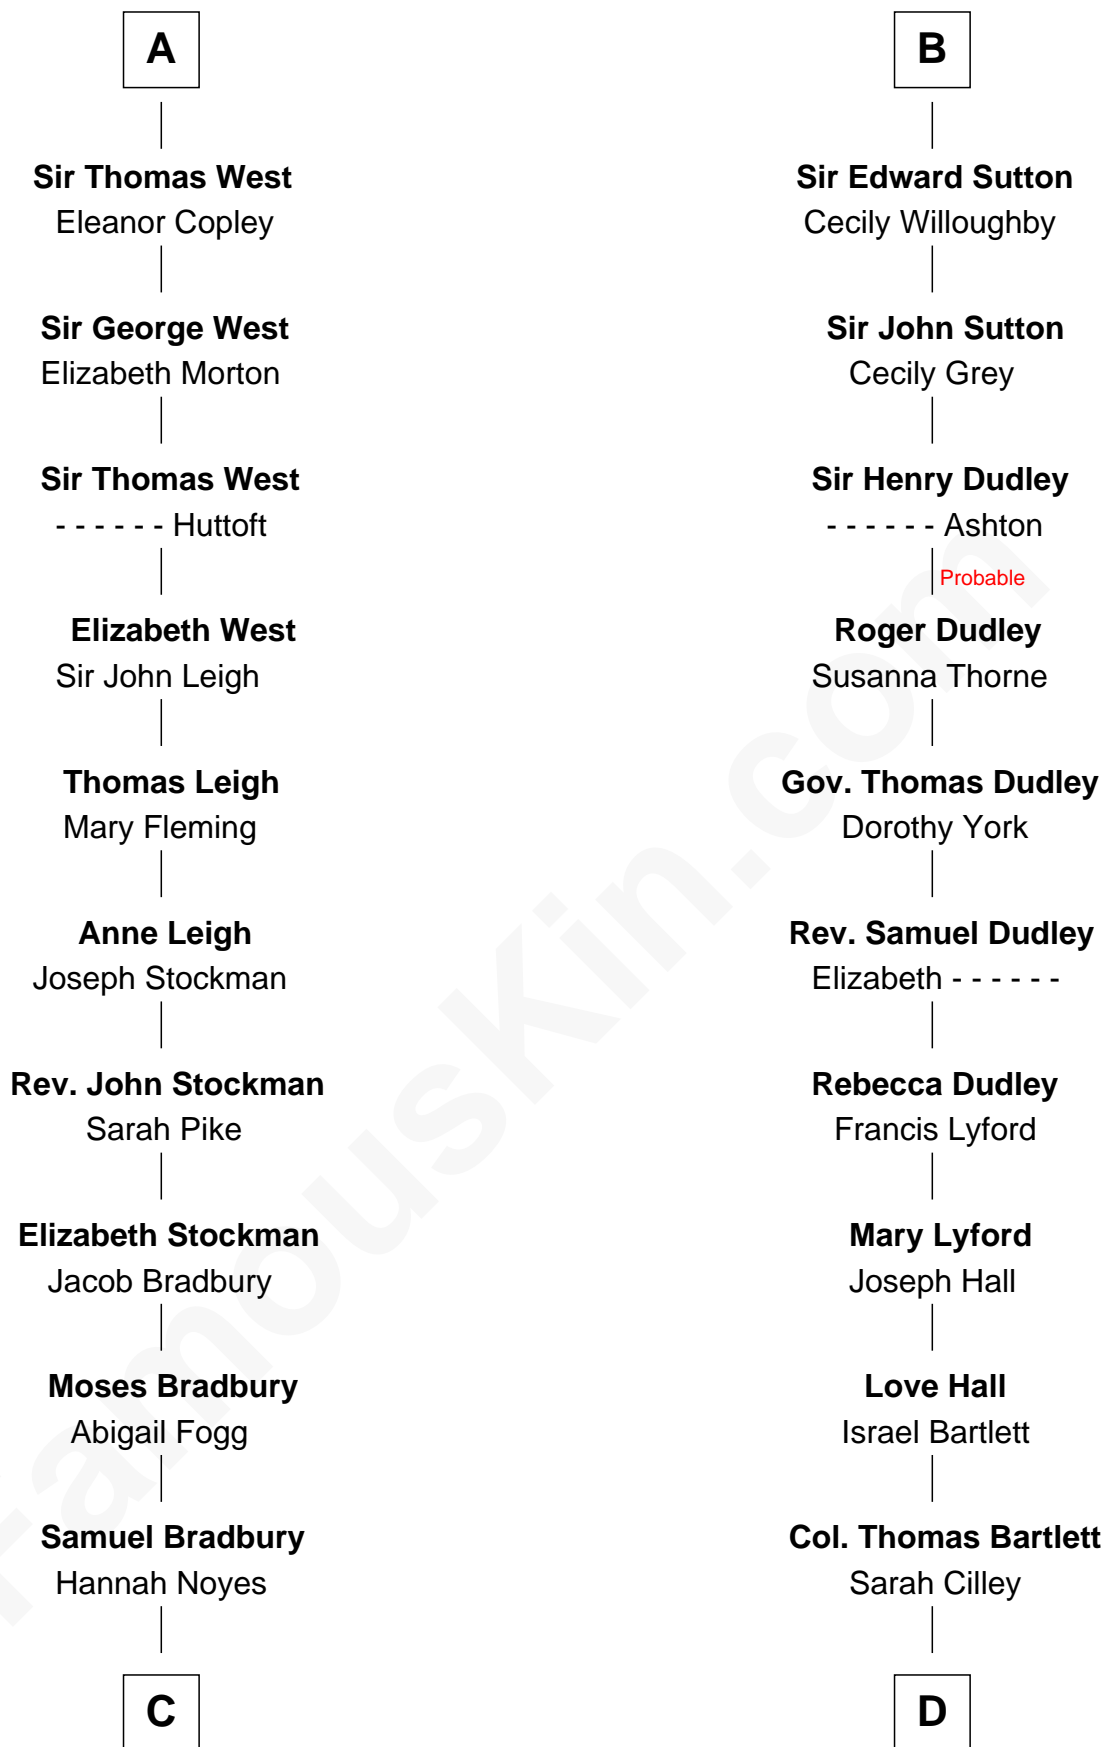 A
Sir Thomas West
Eleanor Copley
Sir George West
Elizabeth Morton
Sir Thomas West
- - - - - - Huttoft
Elizabeth West
Sir John Leigh
Thomas Leigh
Mary Fleming
Anne Leigh
Joseph Stockman
Rev. John Stockman
Sarah Pike
Elizabeth Stockman
Jacob Bradbury
Moses Bradbury
Abigail Fogg
Samuel Bradbury
Hannah Noyes
C
B
Sir Edward Sutton
Cecily Willoughby
Sir John Sutton
Cecily Grey
Sir Henry Dudley
- - - - - - Ashton
Probable
Roger Dudley
Susanna Thorne
Gov. Thomas Dudley
Dorothy York
Rev. Samuel Dudley
Elizabeth - - - - - -
Rebecca Dudley
Francis Lyford
Mary Lyford
Joseph Hall
Love Hall
Israel Bartlett
Col. Thomas Bartlett
Sarah Cilley
D
FamousKin.com